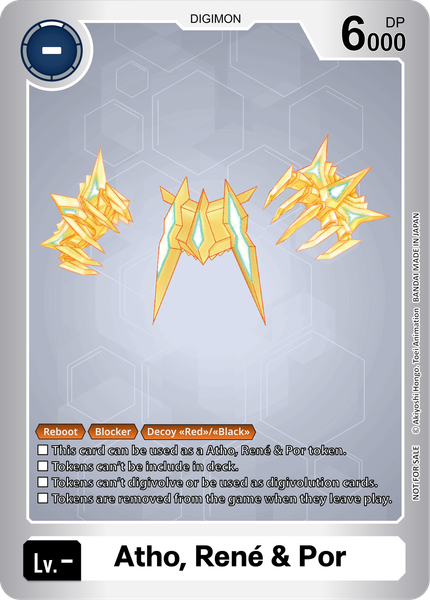 DIGIMON
-
DP
6000
Reboot Blocker Decoy «Red»/«Black»
☐ This card can be used as a Atho, René & Por token.
☐ Tokens can't be include in deck.
☐ Tokens can't digivolve or be used as digivolution cards.
☐ Tokens are removed from the game when they leave play.
NOT FOR SALE © Akiyoshi Hongo, Toei Animation BANDAI MADE IN JAPAN
Lv.-
Atho, René & Por